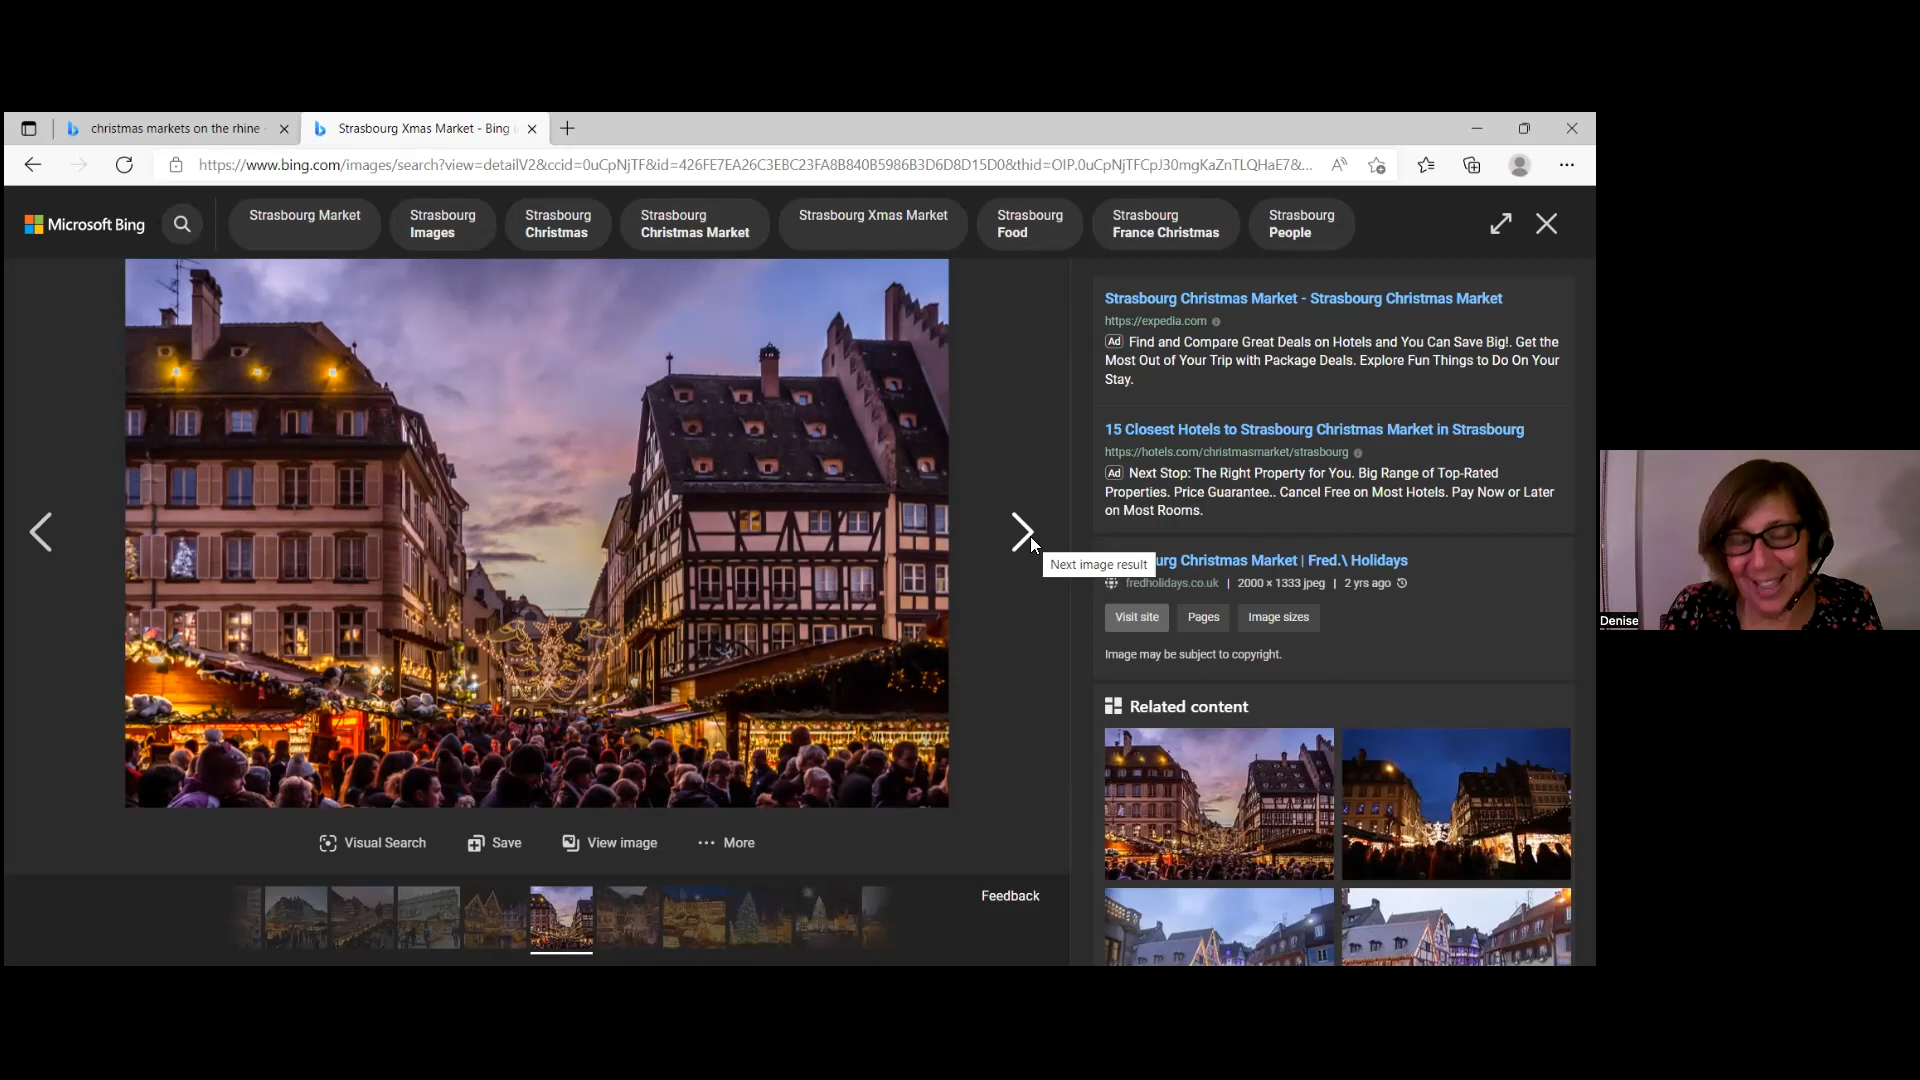 christmas markets on the rhine
Strasbourg Xmas Market - Bing
https://www.bing.com/images/search?view=detailV2&ccid=0uCpNjTF&id=426FE7EA26C3EBC23FA8B840B5986B3D6D8D15D0&thid=OIP.0uCpNjTFCpJ30mgKaZnTLQHaE7&...
Microsoft Bing
Strasbourg Market
Strasbourg
Images
Strasbourg
Christmas
Strasbourg
Christmas Market
Strasbourg Xmas Market
Strasbourg
Food
Strasbourg
France Christmas
Strasbourg
People
Strasbourg Christmas Market - Strasbourg Christmas Market
https://expedia.com
Ad Find and Compare Great Deals on Hotels and You Can Save Big!. Get the
Most Out of Your Trip with Package Deals. Explore Fun Things to Do On Your
Stay.
15 Closest Hotels to Strasbourg Christmas Market in Strasbourg
https://hotels.com/christmasmarket/strasbourg
Ad Next Stop: The Right Property for You. Big Range of Top-Rated
Properties. Price Guarantee.. Cancel Free on Most Hotels. Pay Now or Later
on Most Rooms.
Next image result
urg Christmas Market | Fred.\ Holidays
fredholidays.co.uk | 2000 × 1333 jpeg | 2 yrs ago
Visit site
Pages
Image sizes
Image may be subject to copyright.
Related content
Visual Search
Save
View image
More
Feedback
Denise